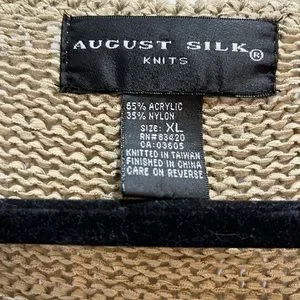 AUGUST SILK®
KNITS
65% ACRYLIC
35% NYLON
SIZE: XL
RN# 83420
CA: 03605
KNITTED IN TAIWAN
FINISHED IN CHINA
CARE ON REVERSE